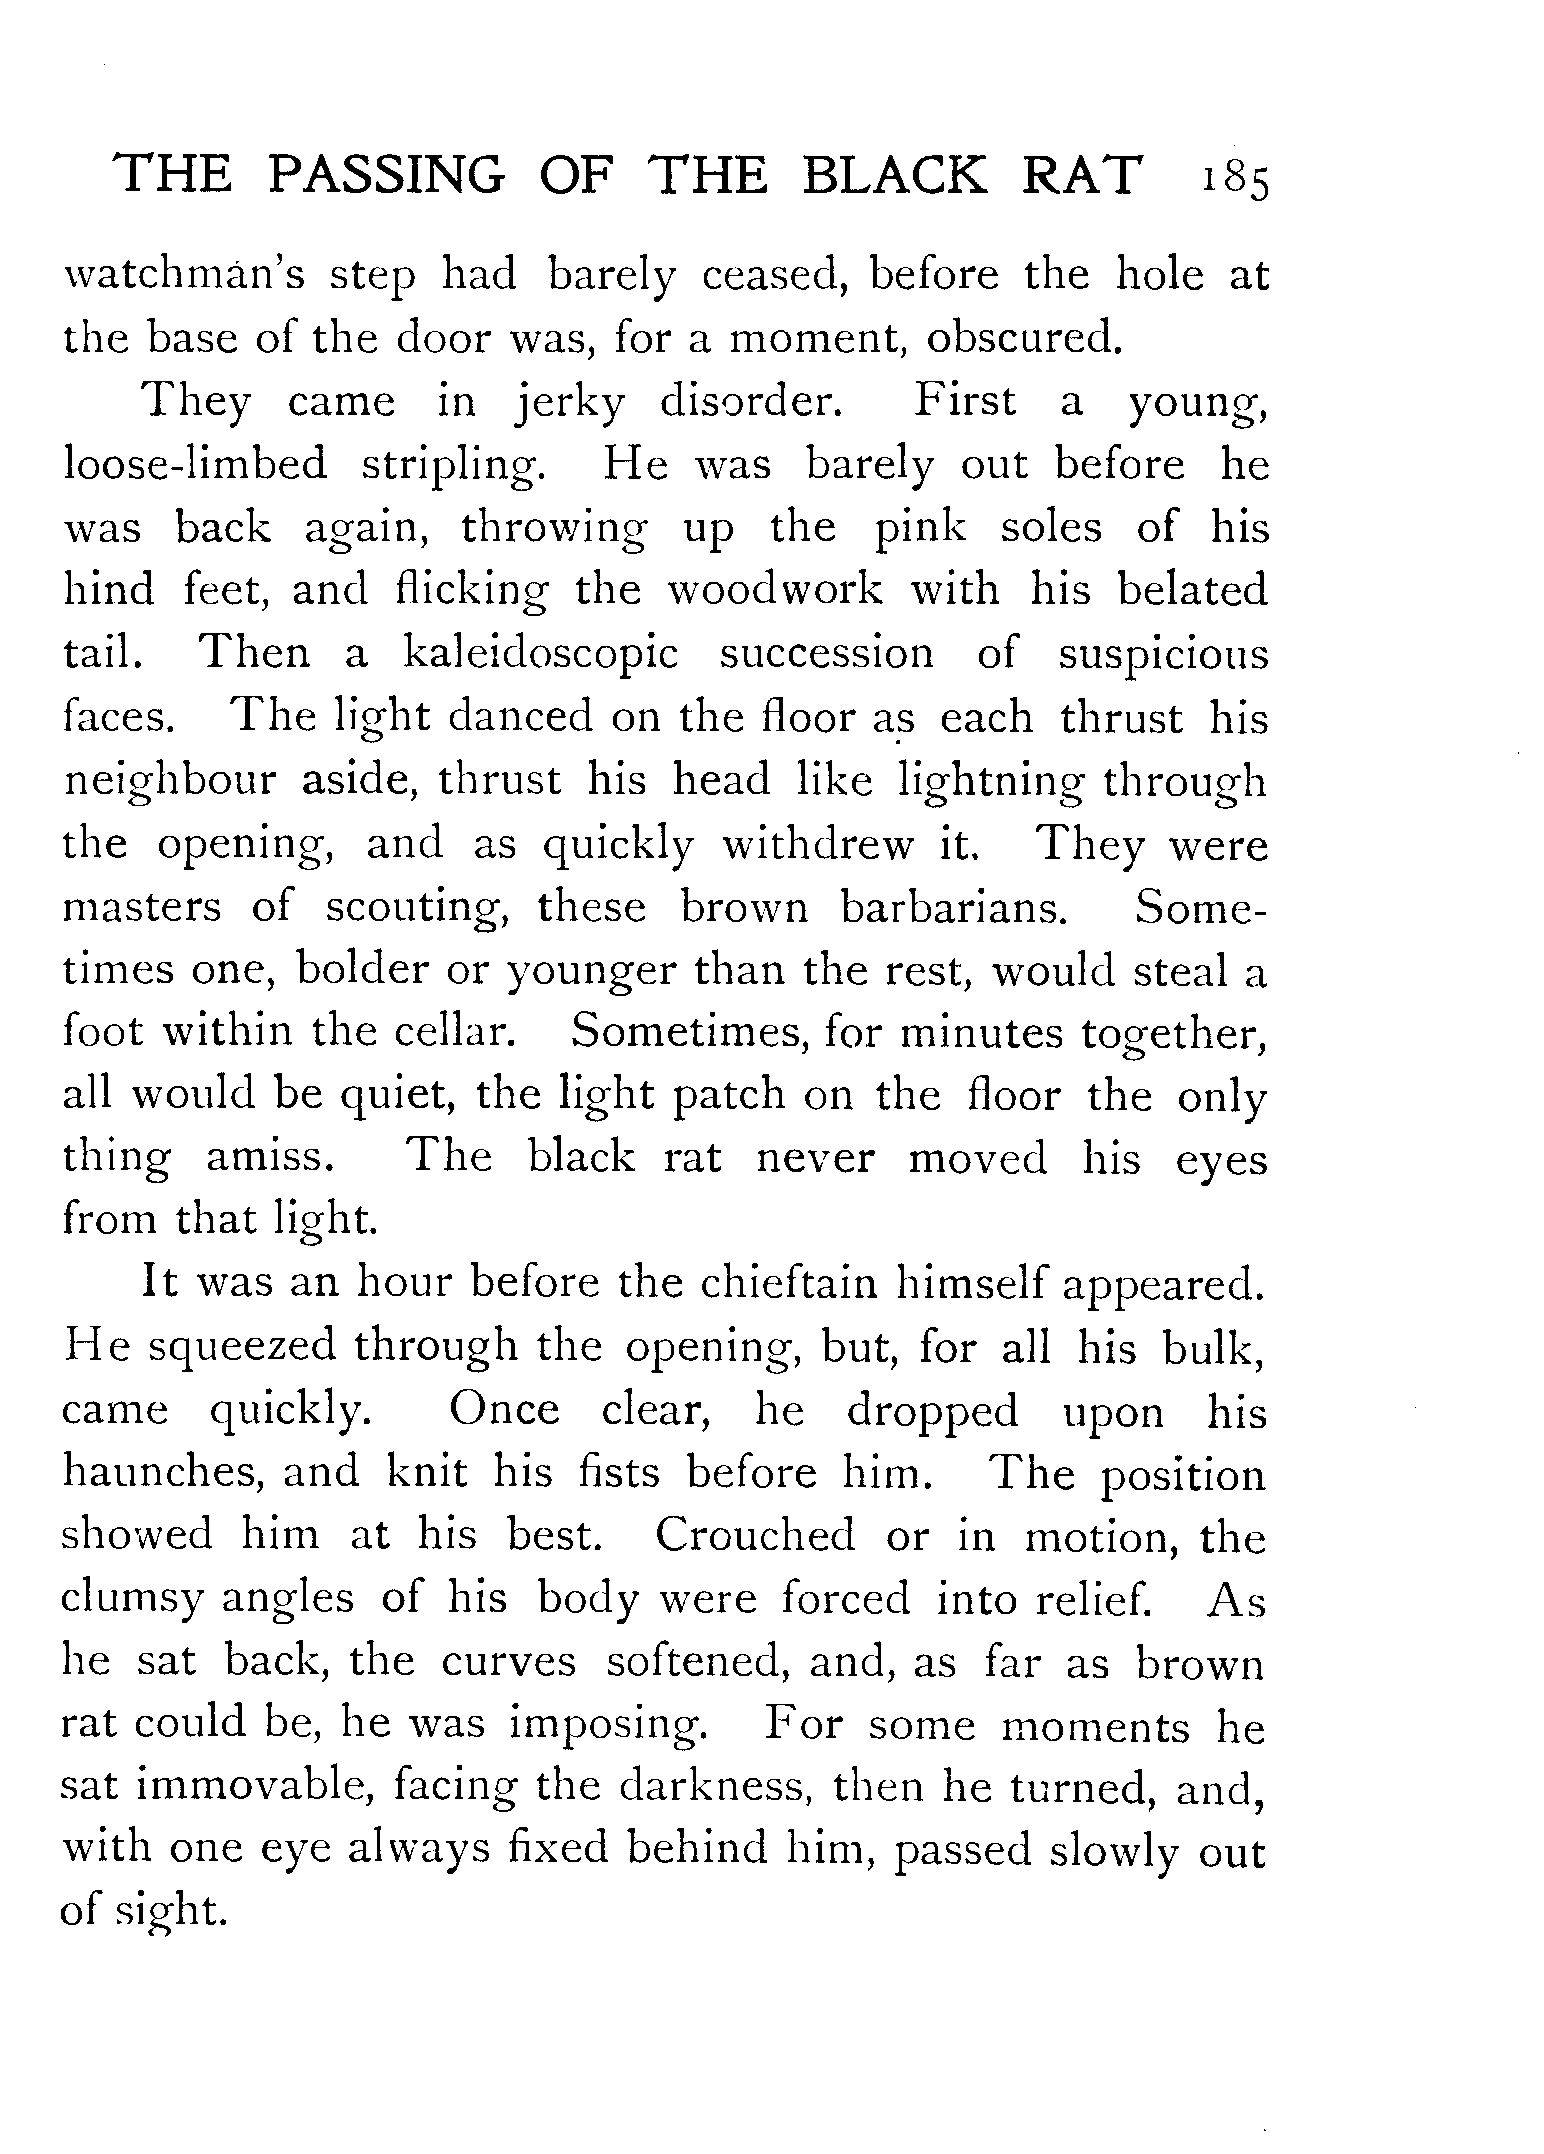 THE PASSING OF THE BLACK RAT 185
watchman's step had barely ceased, before the hole at
the base of the door was, for a moment, obscured.
They came in jerky disorder. First a young,
loose-limbed stripling. He was barely out before he
was back again, throwing up the pink soles of his
hind feet, and flicking the woodwork with his belated
tail. Then a kaleidoscopic succession of suspicious
faces. The light danced on the floor as each thrust his
neighbour aside, thrust his head like lightning through
the opening, and as quickly withdrew it. They were
masters of scouting, these brown barbarians. Some-
times one, bolder or younger than the rest, would steal a
foot within the cellar. Sometimes, for minutes together,
all would be quiet, the light patch on the floor the only
thing amiss. The black rat never moved his eyes
from that light.
It was an hour before the chieftain himself appeared.
He squeezed through the opening, but, for all his bulk,
came quickly. Once clear, he dropped upon his
haunches, and knit his fists before him. The position
showed him at his best. Crouched or in motion, the
clumsy angles of his body were forced into relief. As
he sat back, the curves softened, and, as far as brown
rat could be, he was imposing. For some moments he
sat immovable, facing the darkness, then he turned, and,
with one eye always fixed behind him, passed slowly out
of sight.